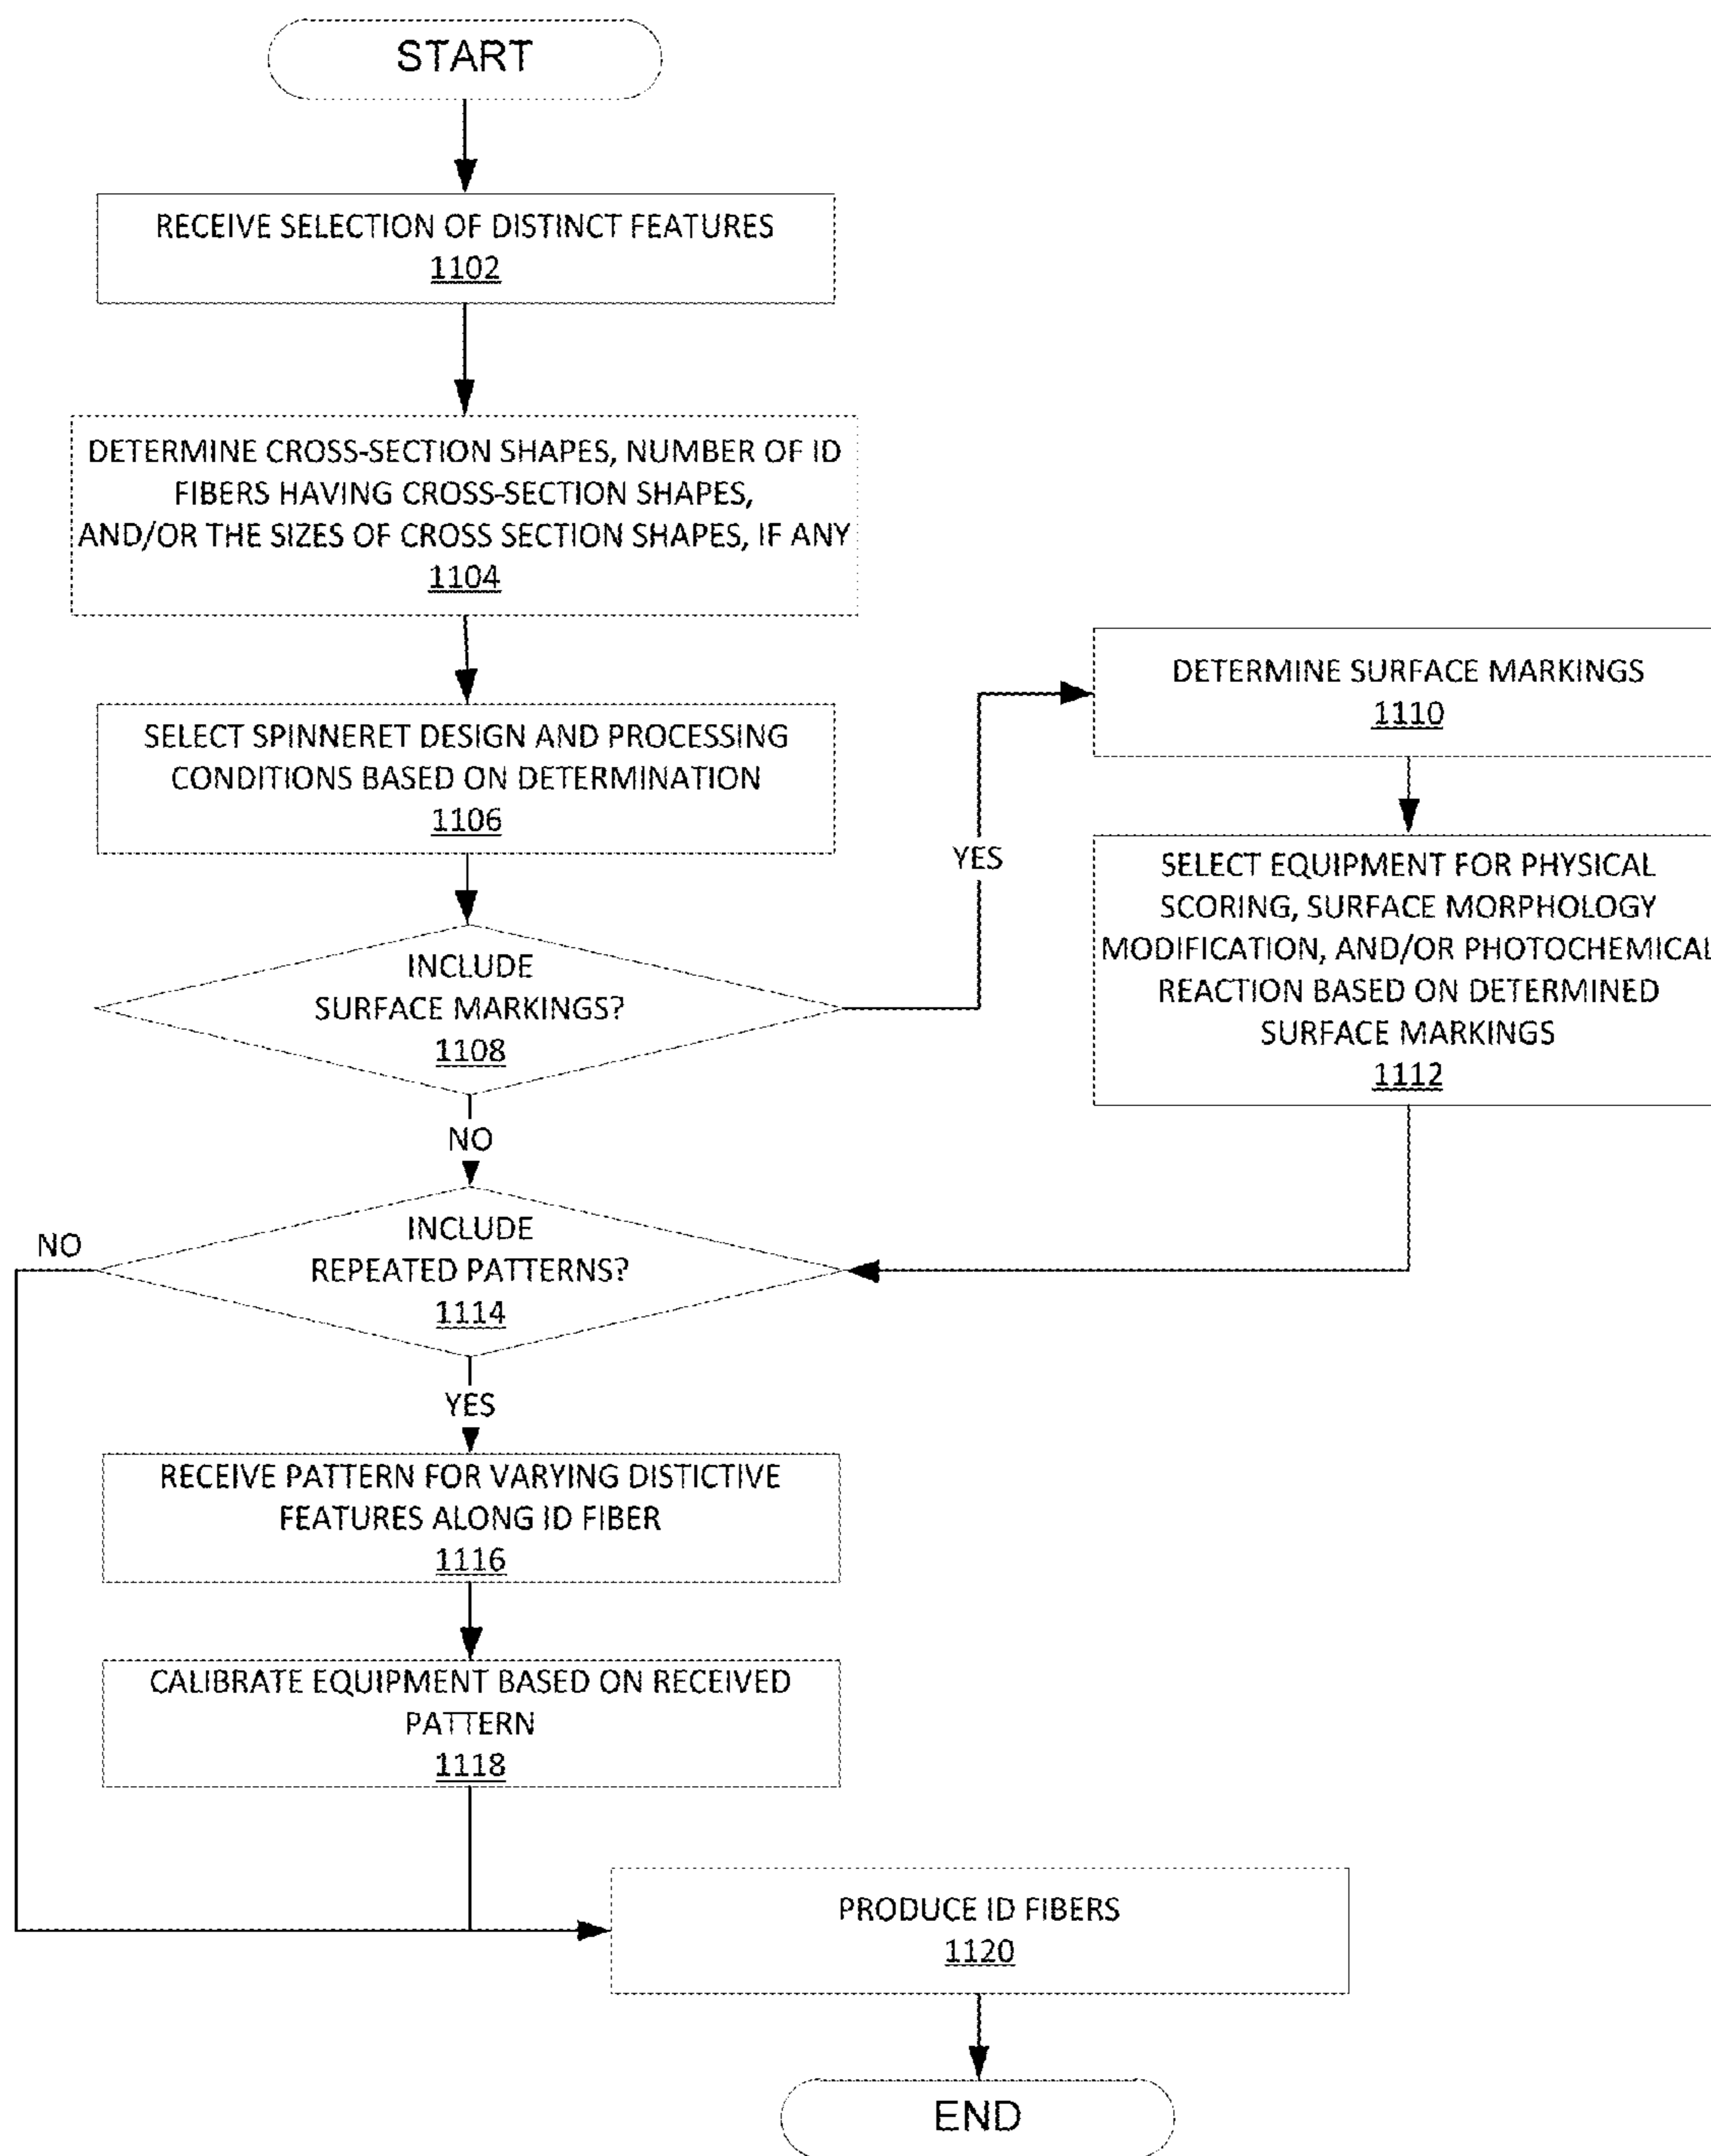 START
RECEIVE SELECTION OF DISTINCT FEATURES
1102
DETERMINE CROSS-SECTION SHAPES, NUMBER OF ID
FIBERS HAVING CROSS-SECTION SHAPES,
AND/OR THE SIZES OF CROSS SECTION SHAPES, IF ANY
1104
SELECT SPINNERET DESIGN AND PROCESSING
CONDITIONS BASED ON DETERMINATION
1106
INCLUDE
SURFACE MARKINGS?
1108
YES
DETERMINE SURFACE MARKINGS
1110
SELECT EQUIPMENT FOR PHYSICAL
SCORING, SURFACE MORPHOLOGY
MODIFICATION, AND/OR PHOTOCHEMICAL
REACTION BASED ON DETERMINED
SURFACE MARKINGS
1112
NO
INCLUDE
REPEATED PATTERNS?
1114
NO
YES
RECEIVE PATTERN FOR VARYING DISTICTIVE
FEATURES ALONG ID FIBER
1116
CALIBRATE EQUIPMENT BASED ON RECEIVED
PATTERN
1118
PRODUCE ID FIBERS
1120
END